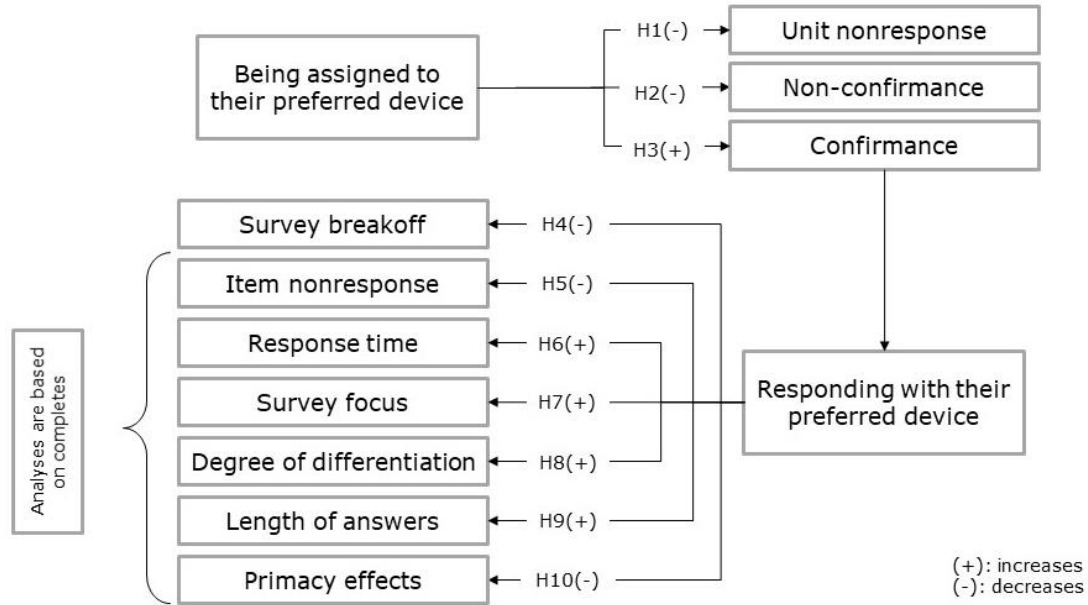 Being assigned to
their preferred device
H1(-)
Unit nonresponse
H2(-)
Non-confirmance
H3(+)
Confirmance
Survey breakoff
H4(-)
Item nonresponse
H5(-)
Response time
H6(+)
Survey focus
H7(+)
Degree of differentiation
H8(+)
Length of answers
H9(+)
Primacy effects
H10(-)
Analyses are based
on completes
Responding with their
preferred device
(+): increases
(-): decreases